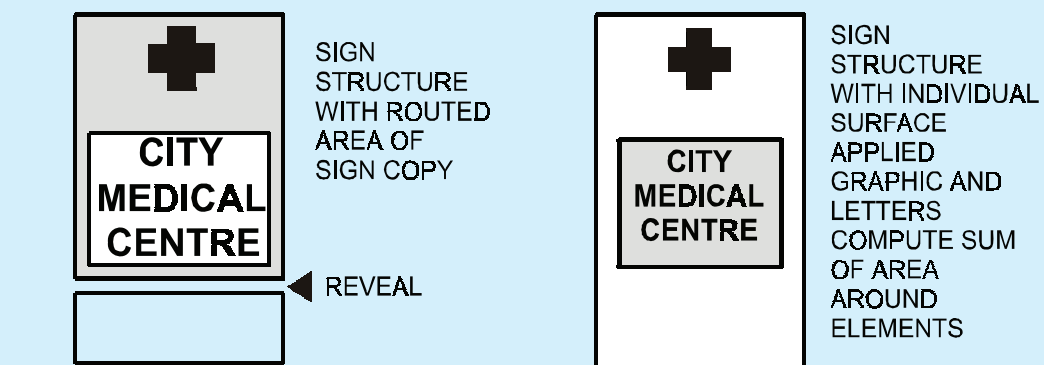 CITY
MEDICAL
CENTRE
SIGN
STRUCTURE
WITH ROUTED
AREA OF
SIGN COPY
REVEAL
CITY
MEDICAL
CENTRE
SIGN
STRUCTURE
WITH INDIVIDUAL
SURFACE
APPLIED
GRAPHIC AND
LETTERS
COMPUTE SUM
OF AREA
AROUND
ELEMENTS